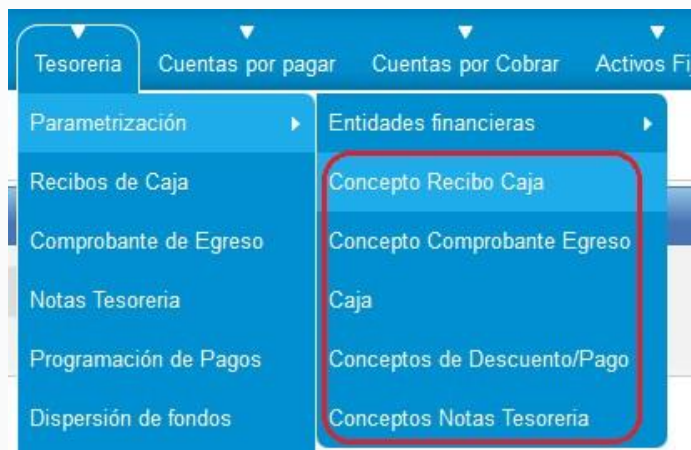 Tesoreria Cuentas por pagar Cuentas por Cobrar Activos Fi
Parametrización Entidades financieras
Recibos de Caja Concepto Recibo Caja
Comprobante de Egreso Concepto Comprobante Egreso
Notas Tesoreria Caja
Programación de Pagos Conceptos de Descuento/Pago
Dispersión de fondos Conceptos Notas Tesoreria